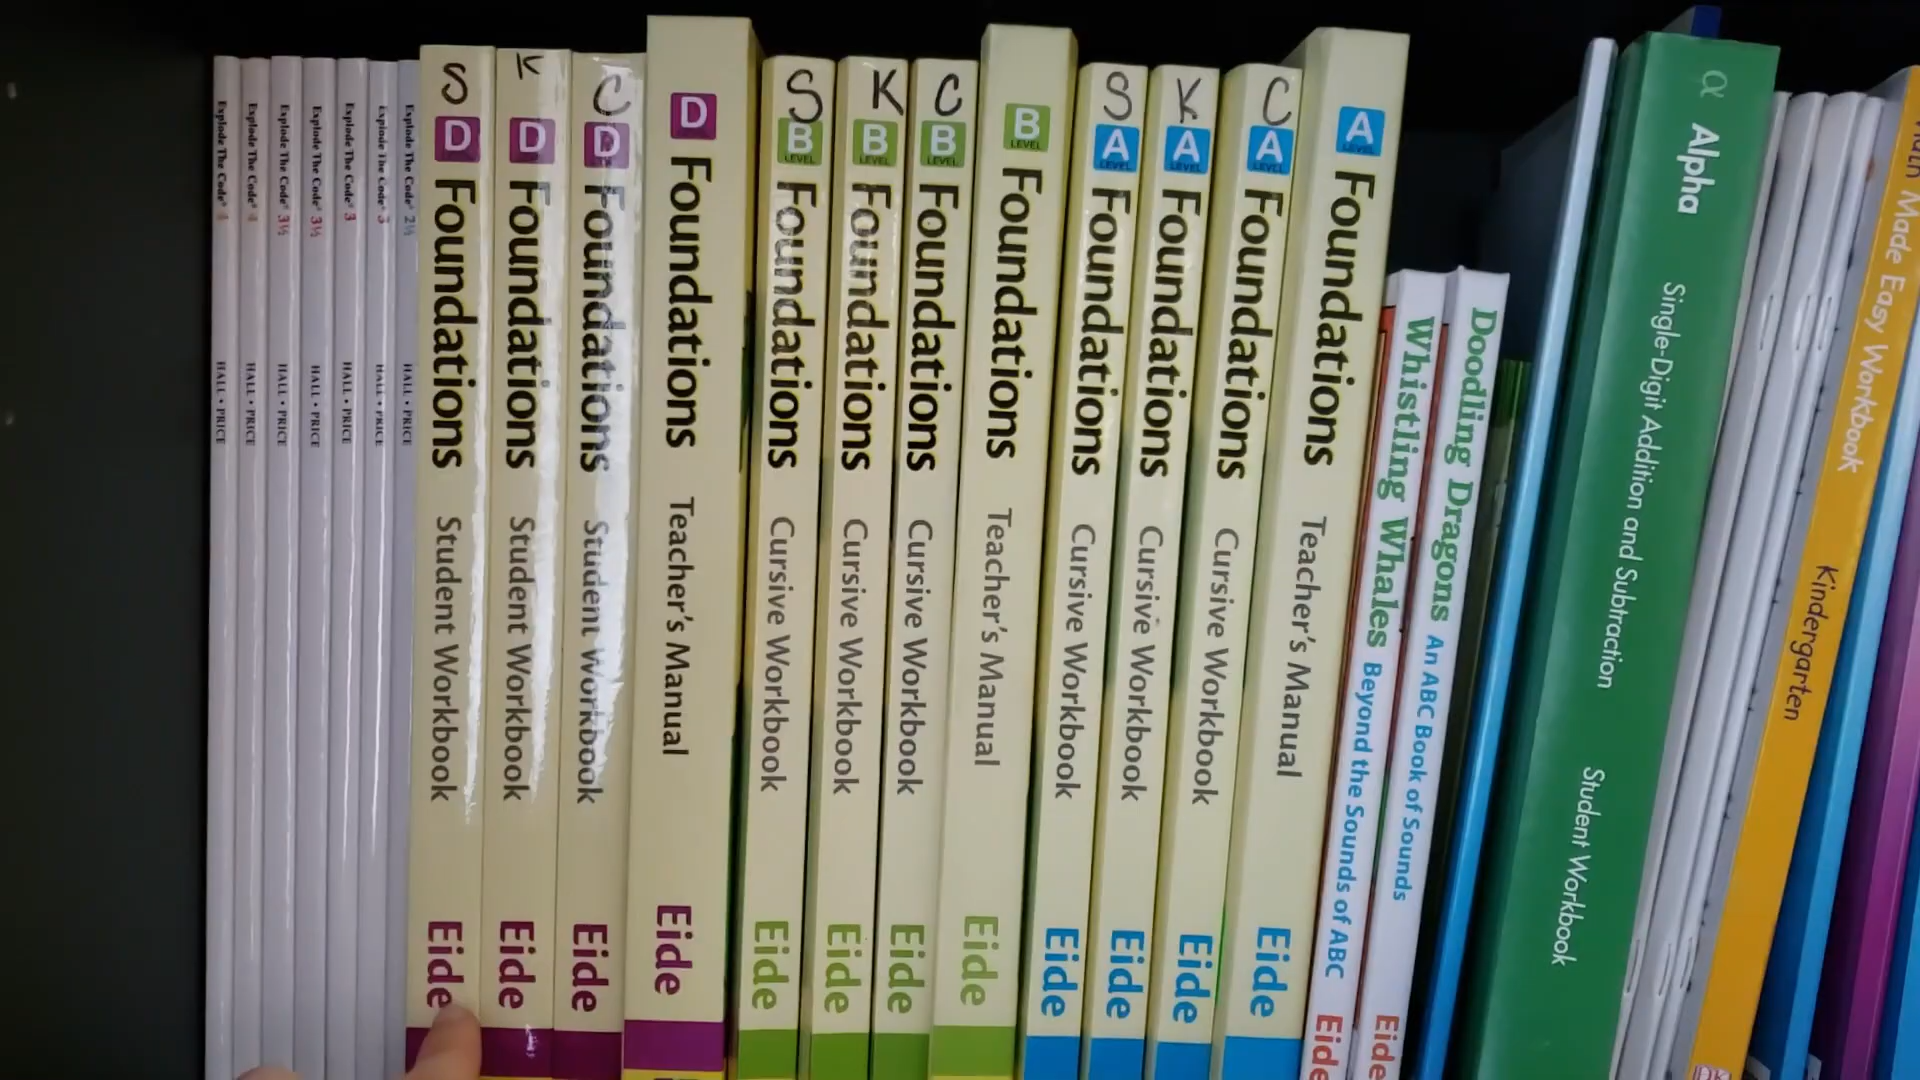 Explode The Code® 4 HALL • PRICE
Explode The Code® 4 HALL • PRICE
Explode The Code® 3½ HALL • PRICE
Explode The Code® 3½ HALL • PRICE
Explode The Code® 3 HALL • PRICE
Explode The Code® 3 HALL • PRICE
Explode The Code® 2½ HALL • PRICE
S D Foundations Student Workbook Eide
K D Foundations Student Workbook Eide
C D Foundations Student Workbook Eide
D Foundations Teacher's Manual Eide
S B LEVEL Foundations Cursive Workbook Eide
K B LEVEL Foundations Cursive Workbook Eide
C B LEVEL Foundations Cursive Workbook Eide
B LEVEL Foundations Teacher's Manual Eide
S A LEVEL Foundations Cursive Workbook Eide
K A LEVEL Foundations Cursive Workbook Eide
C A LEVEL Foundations Cursive Workbook Eide
A LEVEL Foundations Teacher's Manual Eide
Whistling Whales Beyond the Sounds of ABC Eide
Doodling Dragons An ABC Book of Sounds Eide
α Alpha Single-Digit Addition and Subtraction Student Workbook
Math Made Easy Workbook Kindergarten